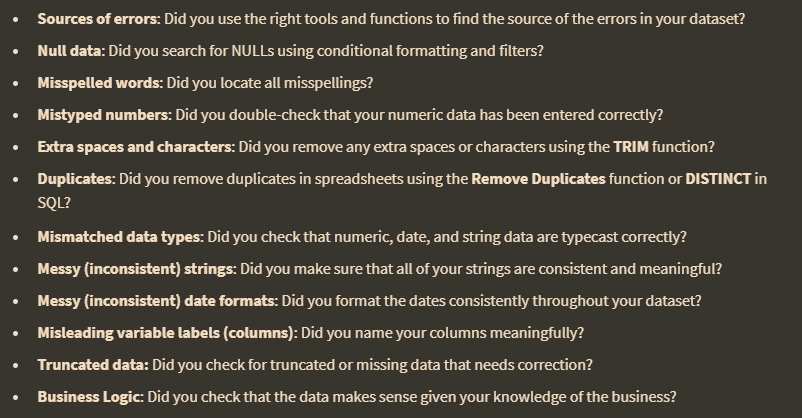 • Sources of errors: Did you use the right tools and functions to find the source of the errors in your dataset?
• Null data: Did you search for NULLs using conditional formatting and filters?
• Misspelled words: Did you locate all misspellings?
• Mistyped numbers: Did you double-check that your numeric data has been entered correctly?
• Extra spaces and characters: Did you remove any extra spaces or characters using the TRIM function?
• Duplicates: Did you remove duplicates in spreadsheets using the Remove Duplicates function or DISTINCT in
SQL?
• Mismatched data types: Did you check that numeric, date, and string data are typecast correctly?
• Messy (inconsistent) strings: Did you make sure that all of your strings are consistent and meaningful?
• Messy (inconsistent) date formats: Did you format the dates consistently throughout your dataset?
• Misleading variable labels (columns): Did you name your columns meaningfully?
• Truncated data: Did you check for truncated or missing data that needs correction?
• Business Logic: Did you check that the data makes sense given your knowledge of the business?